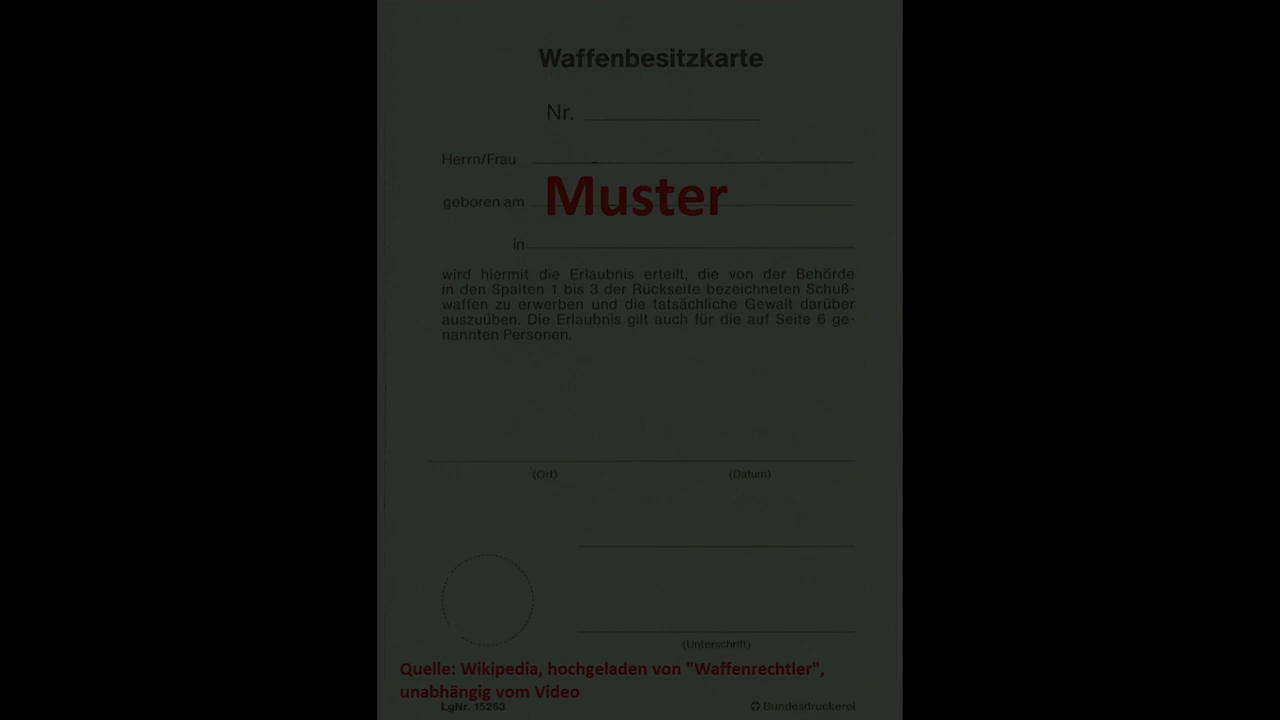 Waffenbesitzkarte
Nr.
Herrn/Frau
Muster
geboren am
in
wird hiermit die Erlaubnis erteilt, die von der Behörde
in den Spalten 1 bis 3 der Rückseite bezeichneten Schuß-
waffen zu erwerben und die tatsächliche Gewalt darüber
auszuüben. Die Erlaubnis gilt auch für die auf Seite 6 ge-
nannten Personen.
(Ort) (Datum)
(Unterschrift)
Quelle: Wikipedia, hochgeladen von "Waffenrechtler",
unabhängig vom Video
LgNr. 15263 Bundesdruckerei